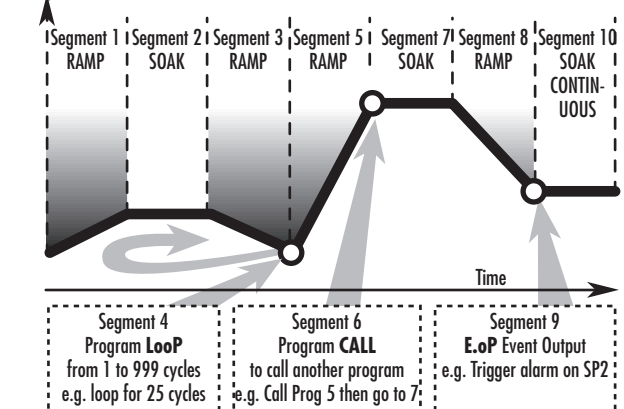 Segment 1 Segment 2 Segment 3 Segment 5 Segment 7 Segment 8 Segment 10
RAMP SOAK RAMP RAMP SOAK RAMP SOAK
CONTIN-
UOUS
Time
Segment 4
Program LooP
from 1 to 999 cycles
e.g. loop for 25 cycles
Segment 6
Program CALL
to call another program
e.g. Call Prog 5 then go to 7
Segment 9
E.oP Event Output
e.g. Trigger alarm on SP2